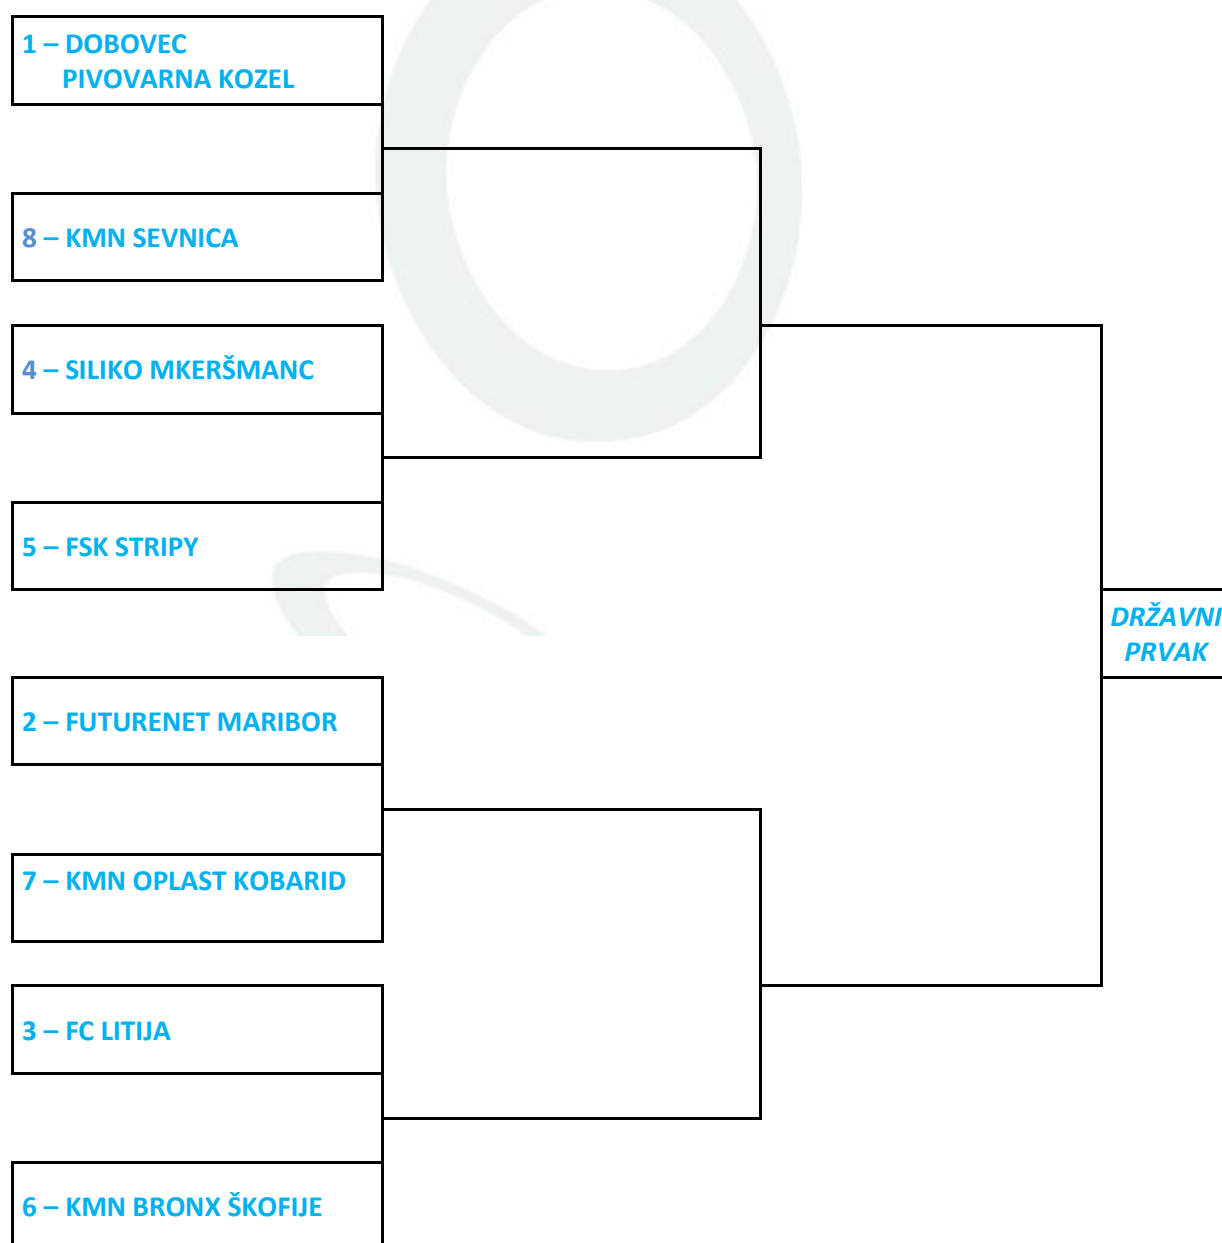 1 – DOBOVEC
PIVOVARNA KOZEL
8 – KMN SEVNICA
4 – SILIKO MKERŠMANC
5 – FSK STRIPY
DRŽAVNI
PRVAK
2 – FUTURENET MARIBOR
7 – KMN OPLAST KOBARID
3 – FC LITIJA
6 – KMN BRONX ŠKOFIJE